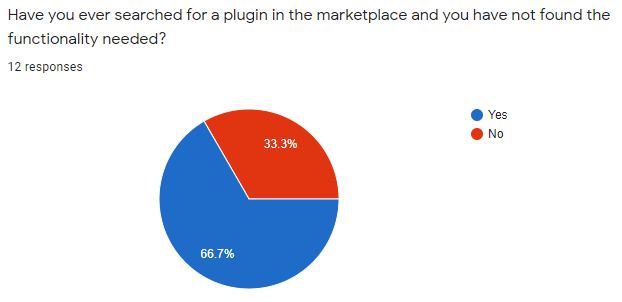 Have you ever searched for a plugin in the marketplace and you have not found the
functionality needed?
12 responses
Yes
No
33.3%
66.7%